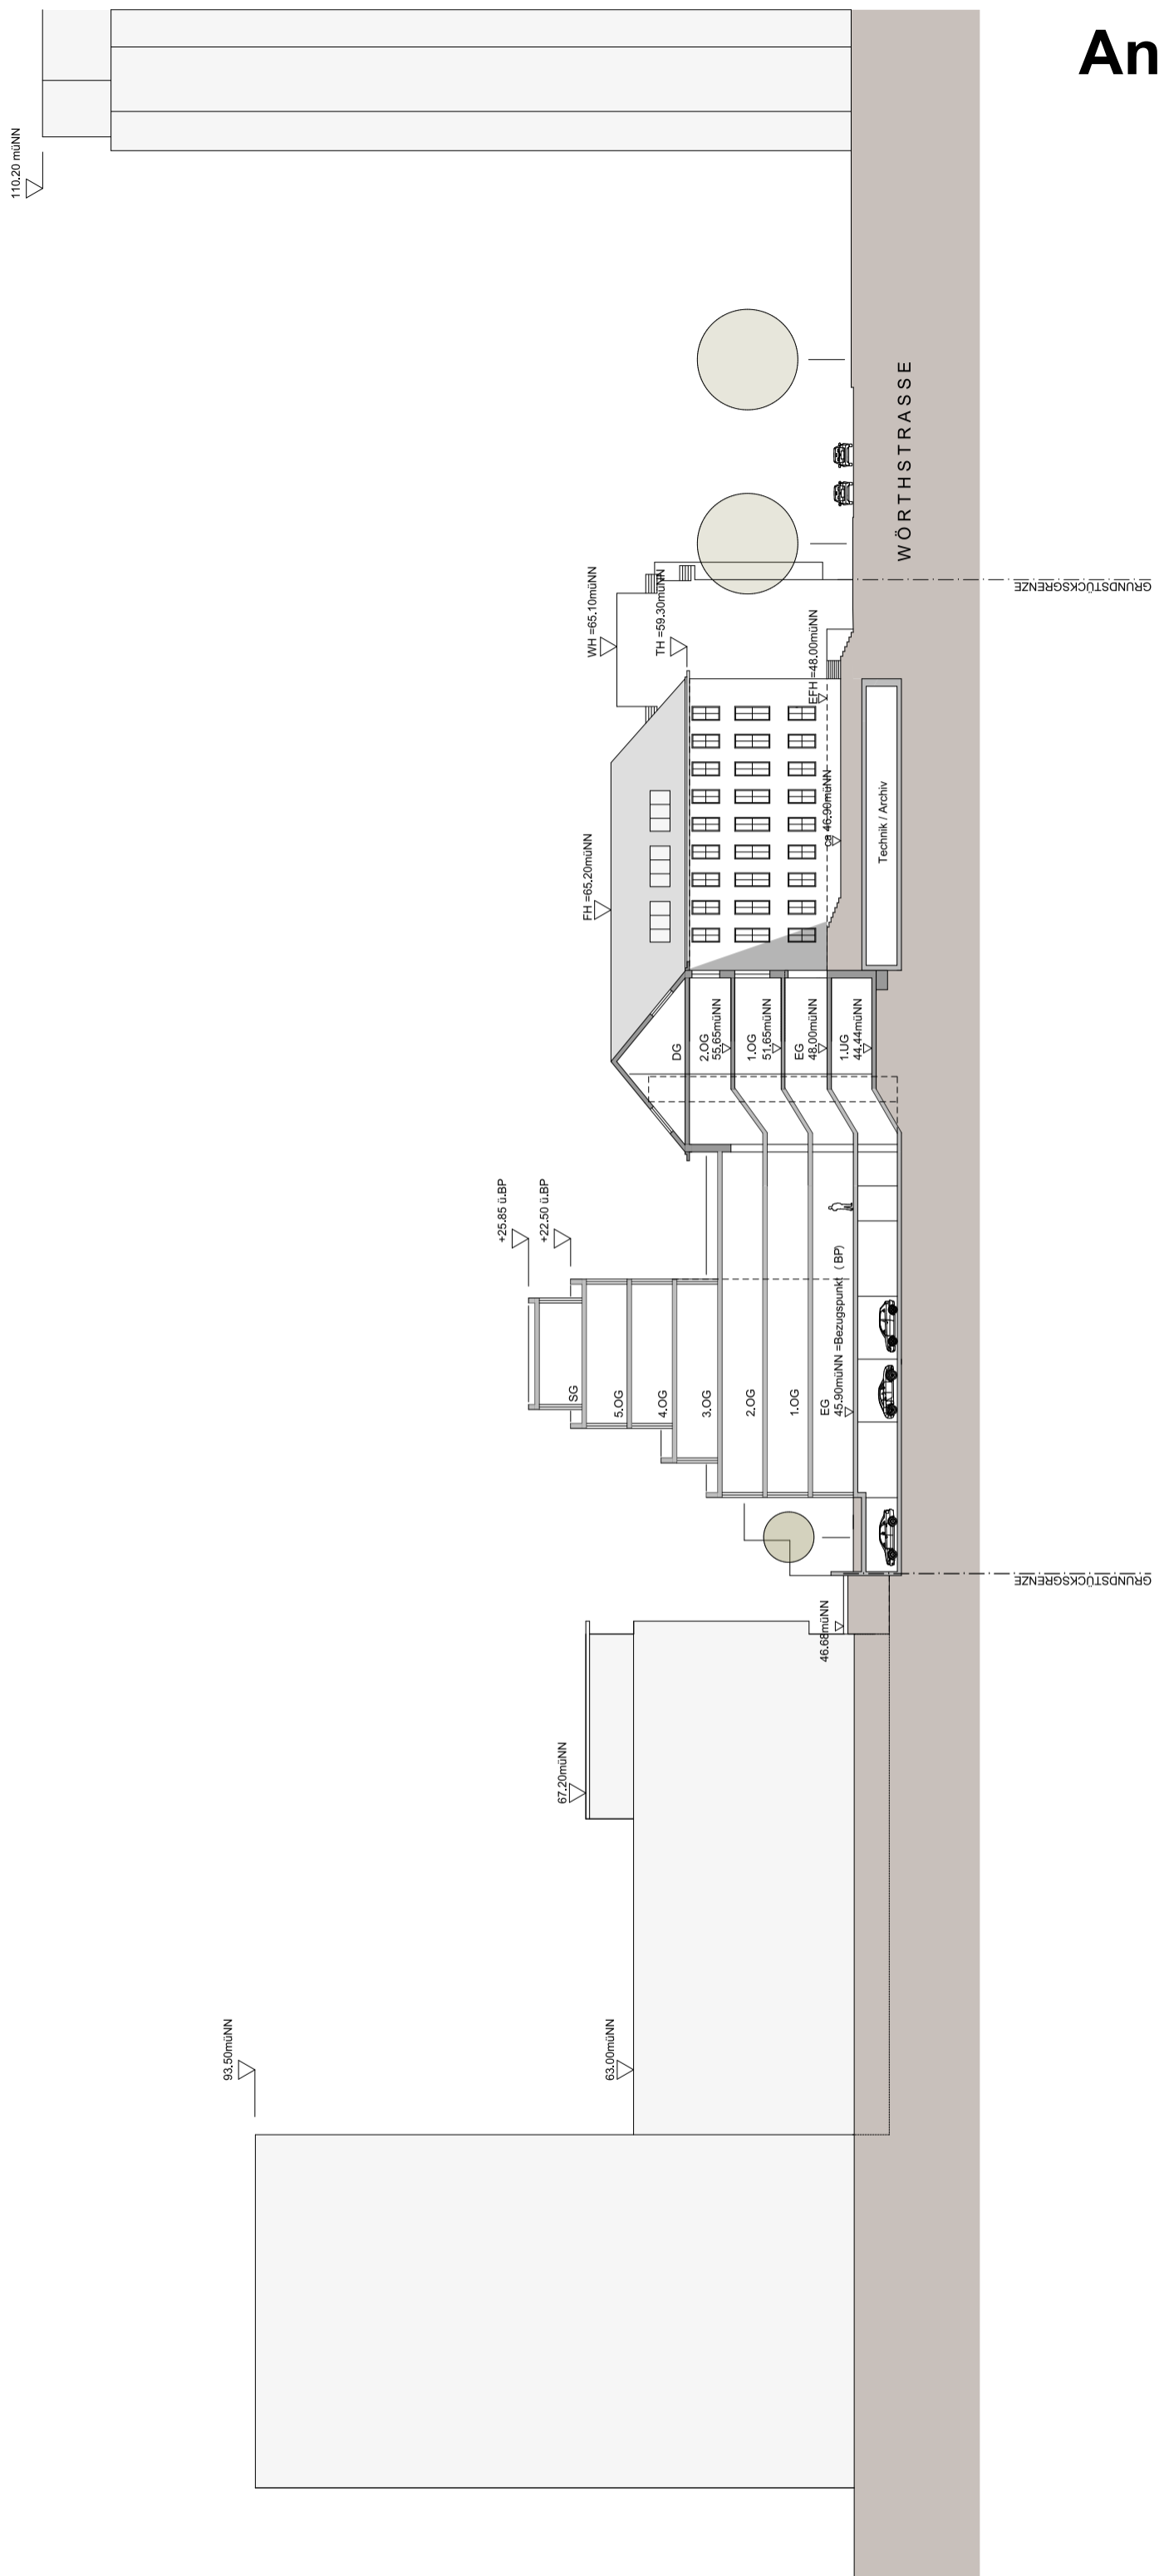 An
110.20 müNN
WÖRTHSTRASSE
GRUNDSTÜCKSGRENZE
WH =65.10müNN
TH =59.30müNN
EFH =48.00müNN
ca 46.90müNN
Technik / Archiv
FH =65.20müNN
DG
2.OG
55.65müNN
1.OG
51.65müNN
EG
48.00müNN
1.UG
44.44müNN
+25.85 ü.BP
+22.50 ü.BP
SG
5.OG
4.OG
3.OG
2.OG
1.OG
EG
45.90müNN =Bezugspunkt ( BP)
GRUNDSTÜCKSGRENZE
46.68müNN
67.20müNN
63.00müNN
93.50müNN